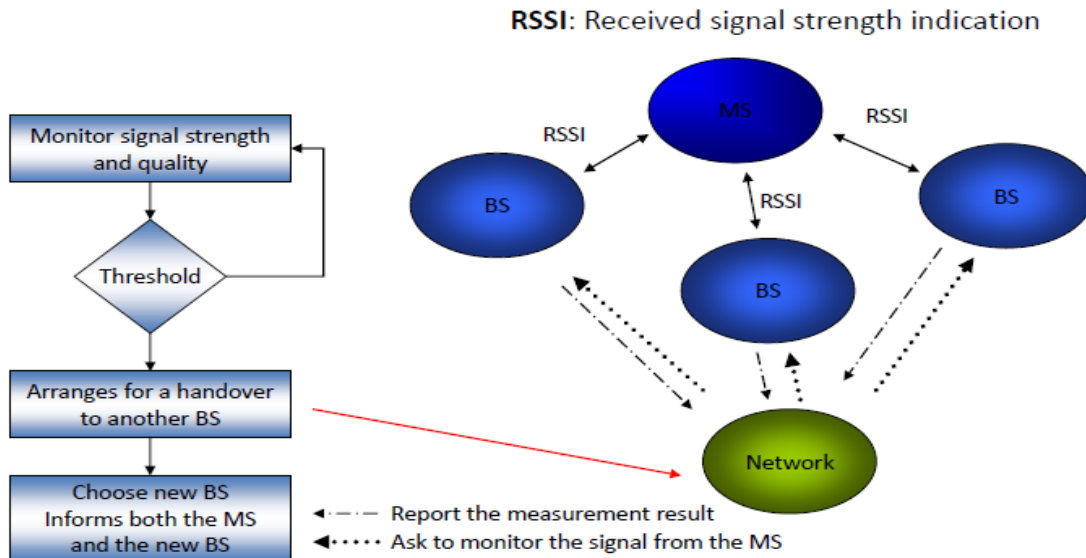 RSSI: Received signal strength indication
Monitor signal strength
and quality
Threshold
Arranges for a handover
to another BS
Choose new BS
Informs both the MS
and the new BS
MS
RSSI
RSSI
BS
BS
RSSI
BS
Network
Report the measurement result
Ask to monitor the signal from the MS